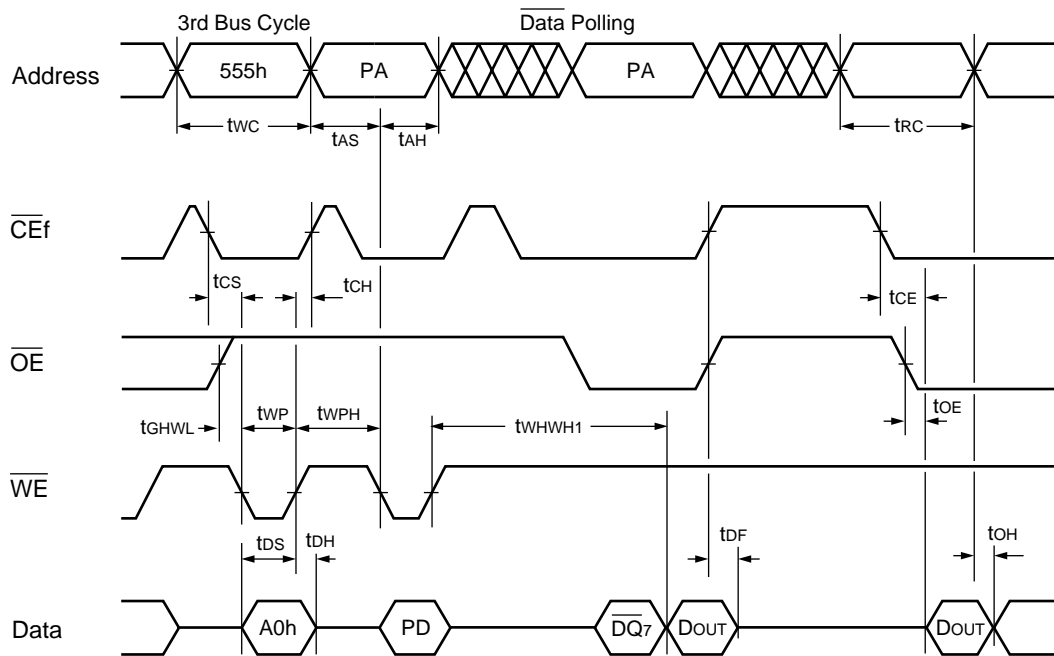 3rd Bus Cycle
Data Polling
Address
555h
PA
PA
tWC
tAS
tAH
tRC
CEf
tCS
tCH
tCE
OE
tGHWL
tWP
tWPH
tWHWH1
tOE
WE
tDS
tDH
tDF
tOH
Data
A0h
PD
DQ7
DOUT
DOUT